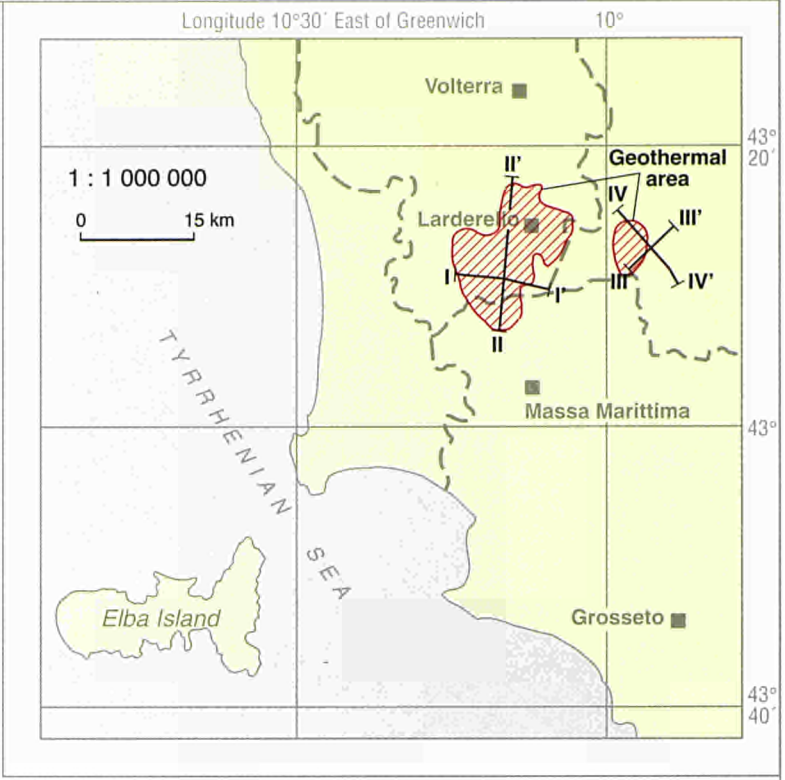 Longitude 10°30´ East of Greenwich
10°
Volterra
43°
20´
1 : 1 000 000
0
15 km
II'
Geothermal
area
IV
III'
Larderello
I
I'
III
IV'
II
TYRRHENIAN
SEA
Massa Marittima
43°
Elba Island
Grosseto
43°
40´